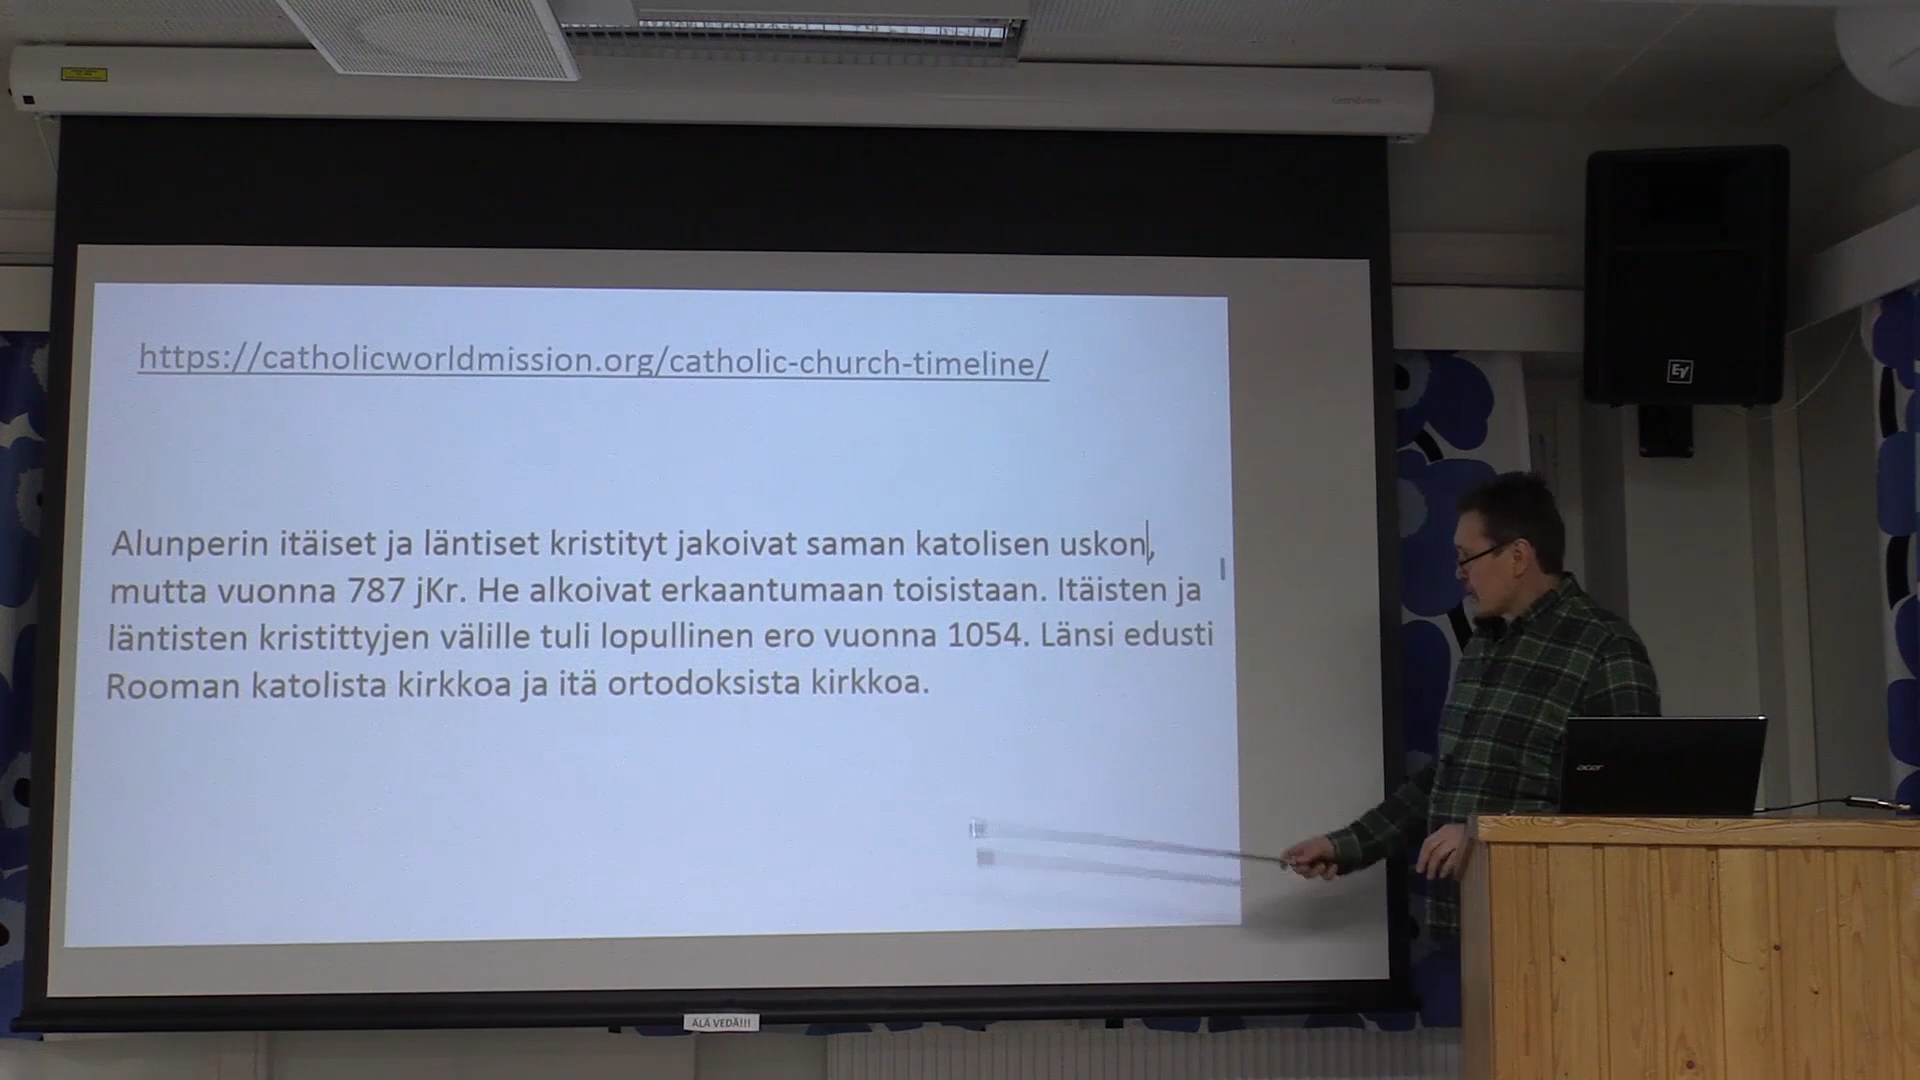 https://catholicworldmission.org/catholic-church-timeline/
Alunperin itäiset ja läntiset kristityt jakoivat saman katolisen uskon,
mutta vuonna 787 jKr. He alkoivat erkaantumaan toisistaan. Itäisten ja
läntisten kristittyjen välille tuli lopullinen ero vuonna 1054. Länsi edusti
Rooman katolista kirkkoa ja itä ortodoksista kirkkoa.
EV
acer
ÄLÄ VEDÄ!!!